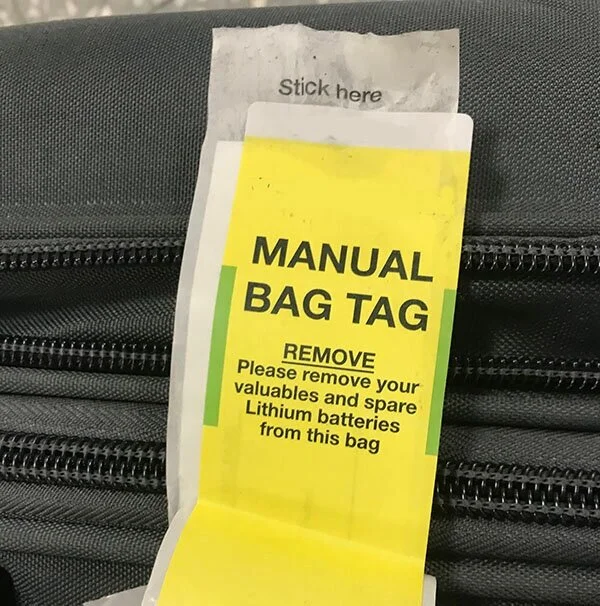 Stick here
MANUAL
BAG TAG
REMOVE
Please remove your
valuables and spare
Lithium batteries
from this bag